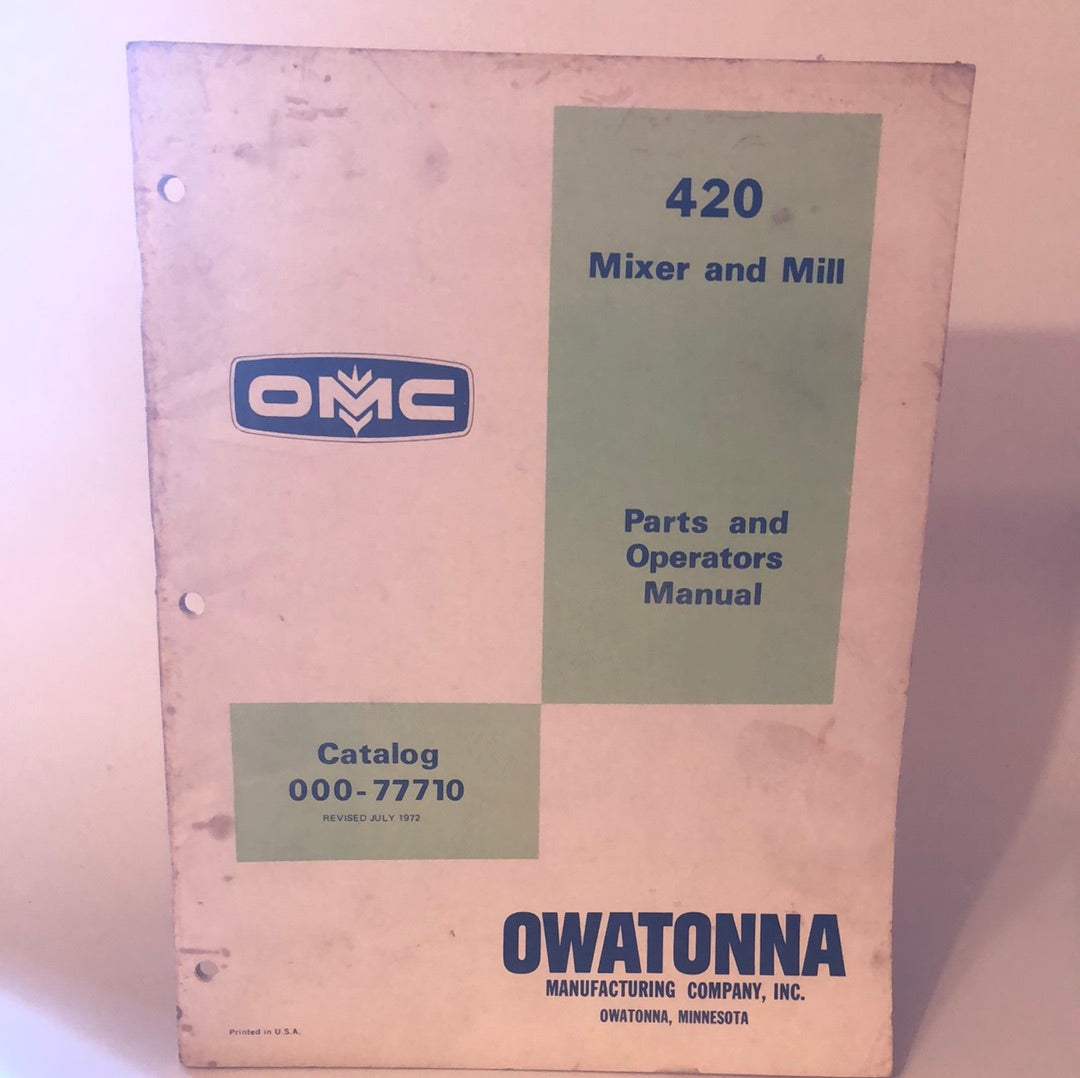 420
Mixer and Mill
OMC
Parts and
Operators
Manual
Catalog
000-77710
REVISED JULY 1972
OWATONNA
MANUFACTURING COMPANY, INC.
OWATONNA, MINNESOTA
Printed in U.S.A.